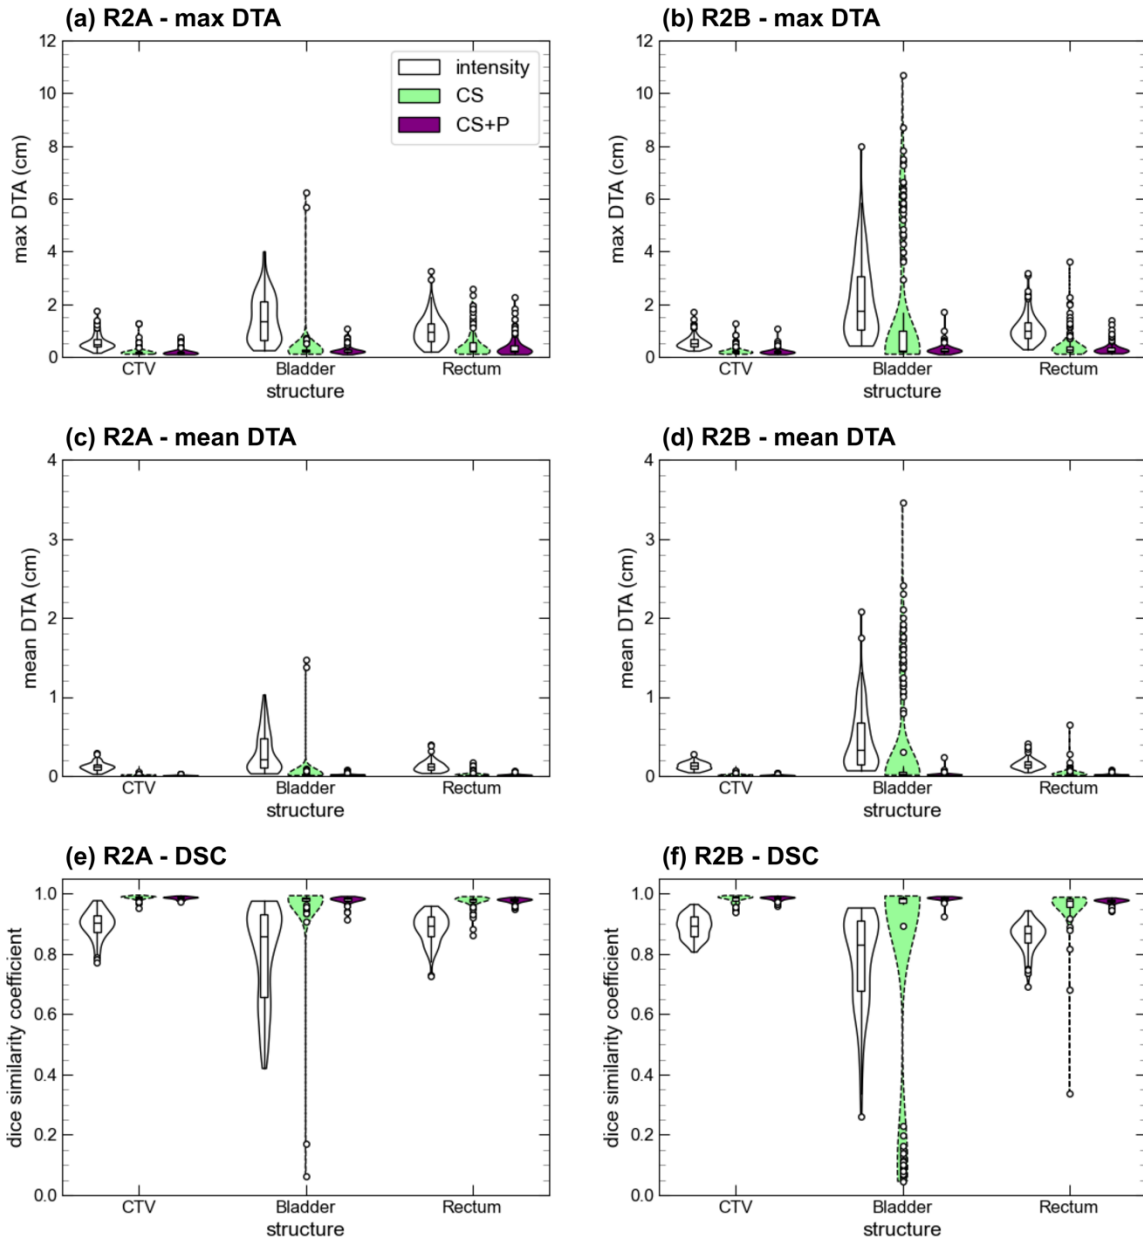 (a) R2A - max DTA
max DTA (cm)
12
10
8
6
4
2
0
intensity
CS
CS+P
CTV
Bladder
Rectum
structure
(b) R2B - max DTA
max DTA (cm)
12
10
8
6
4
2
0
CTV
Bladder
Rectum
structure
(c) R2A - mean DTA
mean DTA (cm)
4
3
2
1
0
CTV
Bladder
Rectum
structure
(d) R2B - mean DTA
mean DTA (cm)
4
3
2
1
0
CTV
Bladder
Rectum
structure
(e) R2A - DSC
dice similarity coefficient
1.0
0.8
0.6
0.4
0.2
0.0
CTV
Bladder
Rectum
structure
(f) R2B - DSC
dice similarity coefficient
1.0
0.8
0.6
0.4
0.2
0.0
CTV
Bladder
Rectum
structure